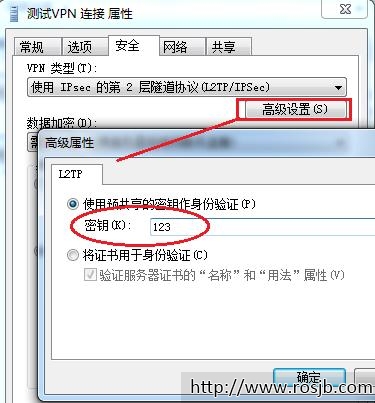 测试VPN 连接 属性
常规 选项 安全 网络 共享
VPN 类型(T):
使用 IPsec 的第 2 层隧道协议(L2TP/IPSec)
高级设置(S)
数据加密(D):
高级属性
L2TP
使用预共享的密钥作身份验证(P)
密钥(K): 123
将证书用于身份验证(C)
验证服务器证书的“名称”和“用法”属性(V)
确定
http://www.rosjb.com